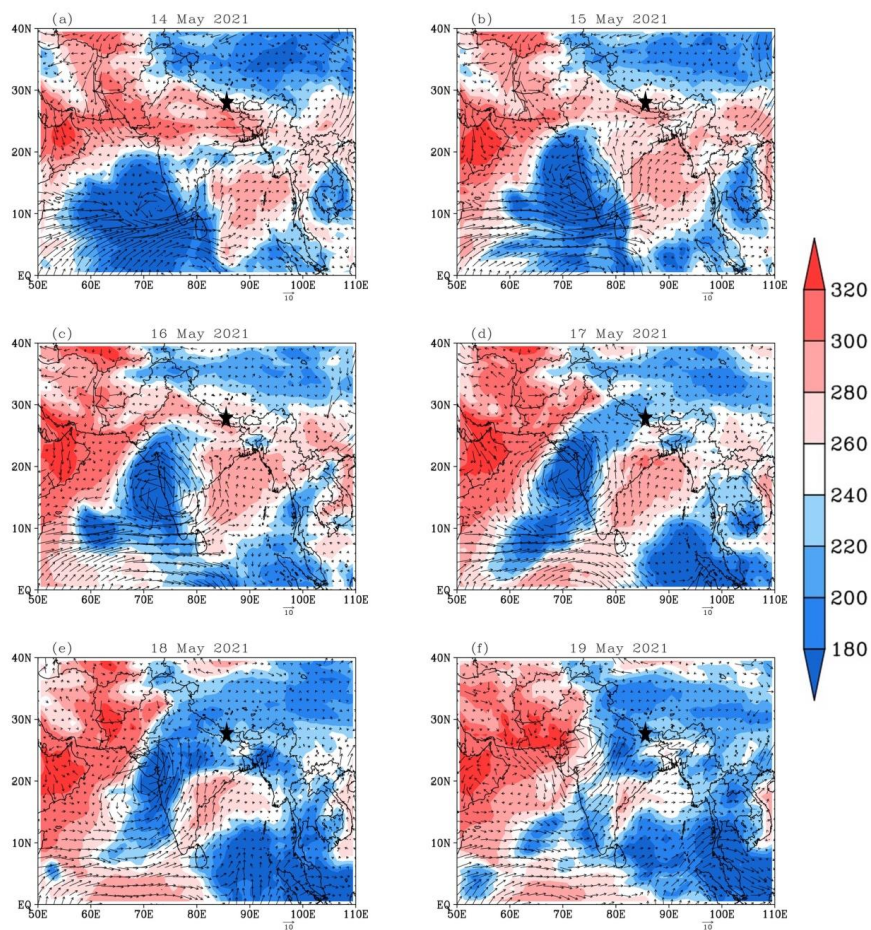 (a) 14 May 2021
40N
30N
20N
10N
EQ
50E 60E 70E 80E 90E 100E 110E
10
(b) 15 May 2021
40N
30N
20N
10N
EQ
50E 60E 70E 80E 90E 100E 110E
10
(c) 16 May 2021
40N
30N
20N
10N
EQ
50E 60E 70E 80E 90E 100E 110E
10
(d) 17 May 2021
40N
30N
20N
10N
EQ
50E 60E 70E 80E 90E 100E 110E
10
(e) 18 May 2021
40N
30N
20N
10N
EQ
50E 60E 70E 80E 90E 100E 110E
10
(f) 19 May 2021
40N
30N
20N
10N
EQ
50E 60E 70E 80E 90E 100E 110E
10
320
300
280
260
240
220
200
180